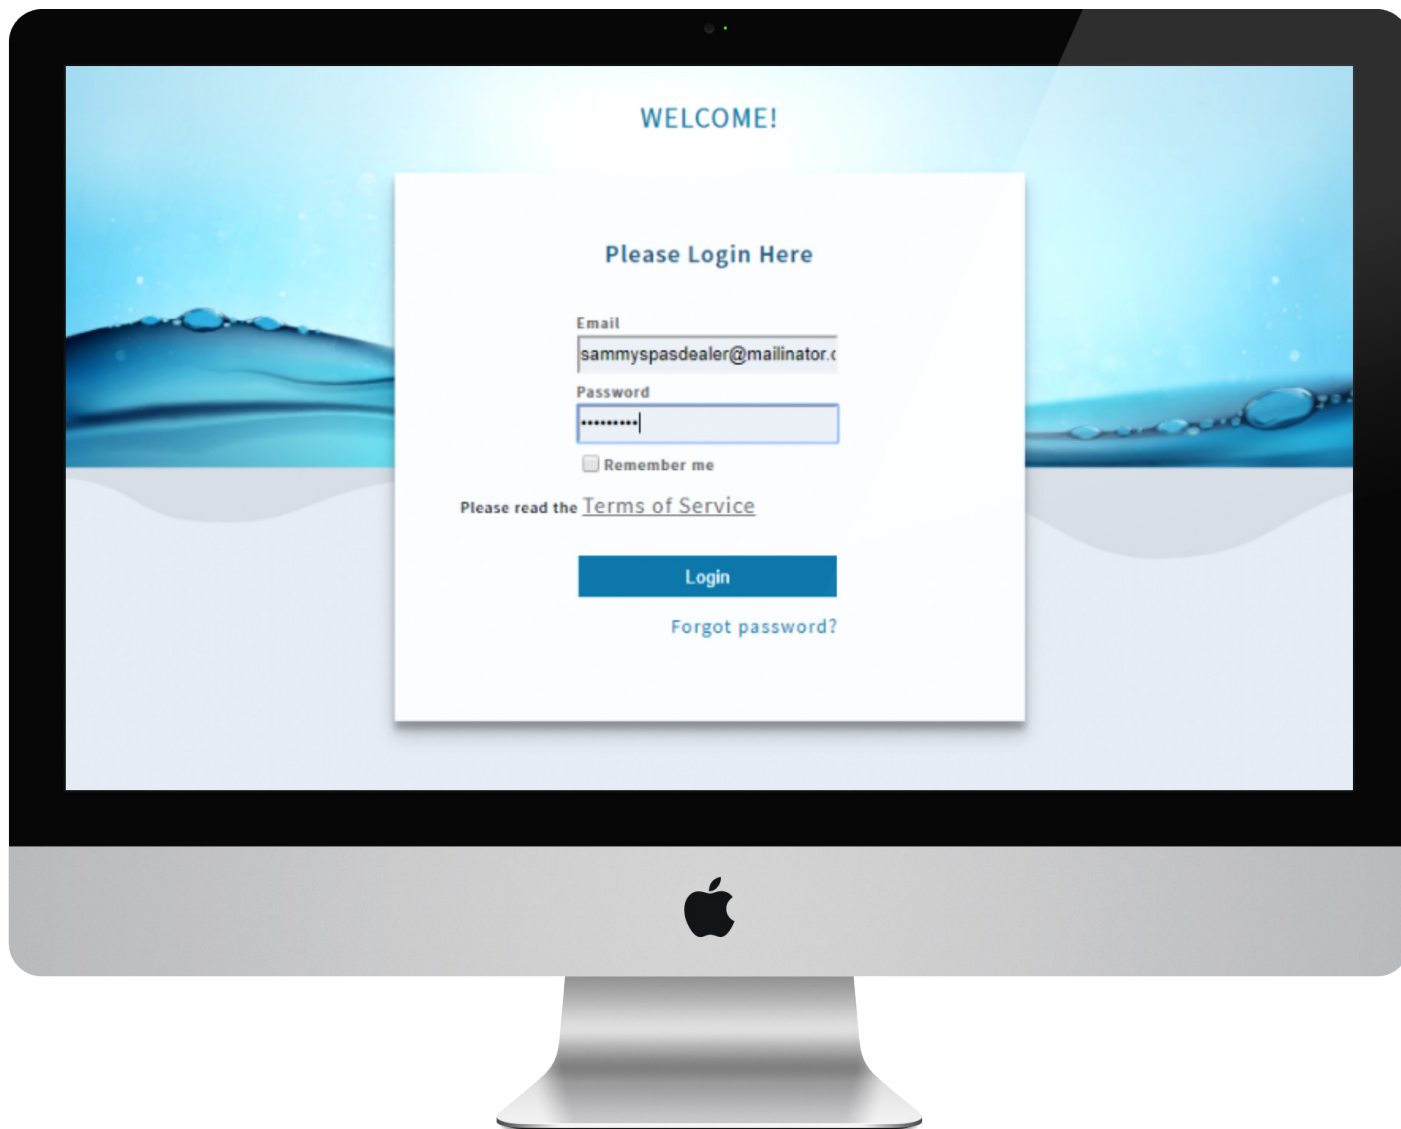 WELCOME!
Please Login Here
Email
sammyspasdealer@mailinator.c
Password
•••••••••
Remember me
Please read the Terms of Service
Login
Forgot password?